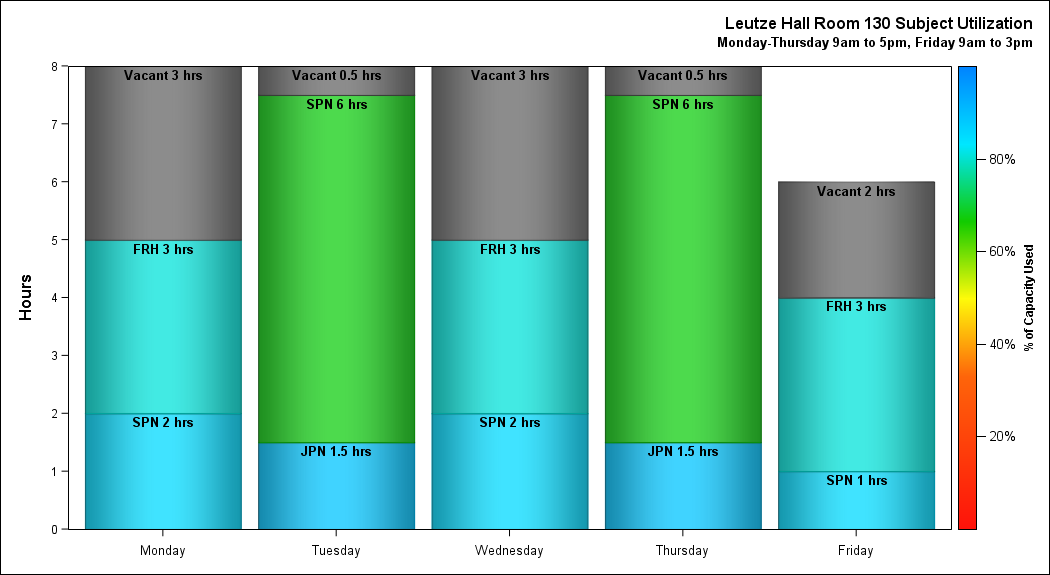 Leutze Hall Room 130 Subject Utilization
Monday-Thursday 9am to 5pm, Friday 9am to 3pm
Hours
8
7
6
5
4
3
2
1
0
Vacant 3 hrs
FRH 3 hrs
SPN 2 hrs
Monday
Vacant 0.5 hrs
SPN 6 hrs
JPN 1.5 hrs
Tuesday
Vacant 3 hrs
FRH 3 hrs
SPN 2 hrs
Wednesday
Vacant 0.5 hrs
SPN 6 hrs
JPN 1.5 hrs
Thursday
Vacant 2 hrs
FRH 3 hrs
SPN 1 hrs
Friday
80%
60%
40%
20%
% of Capacity Used